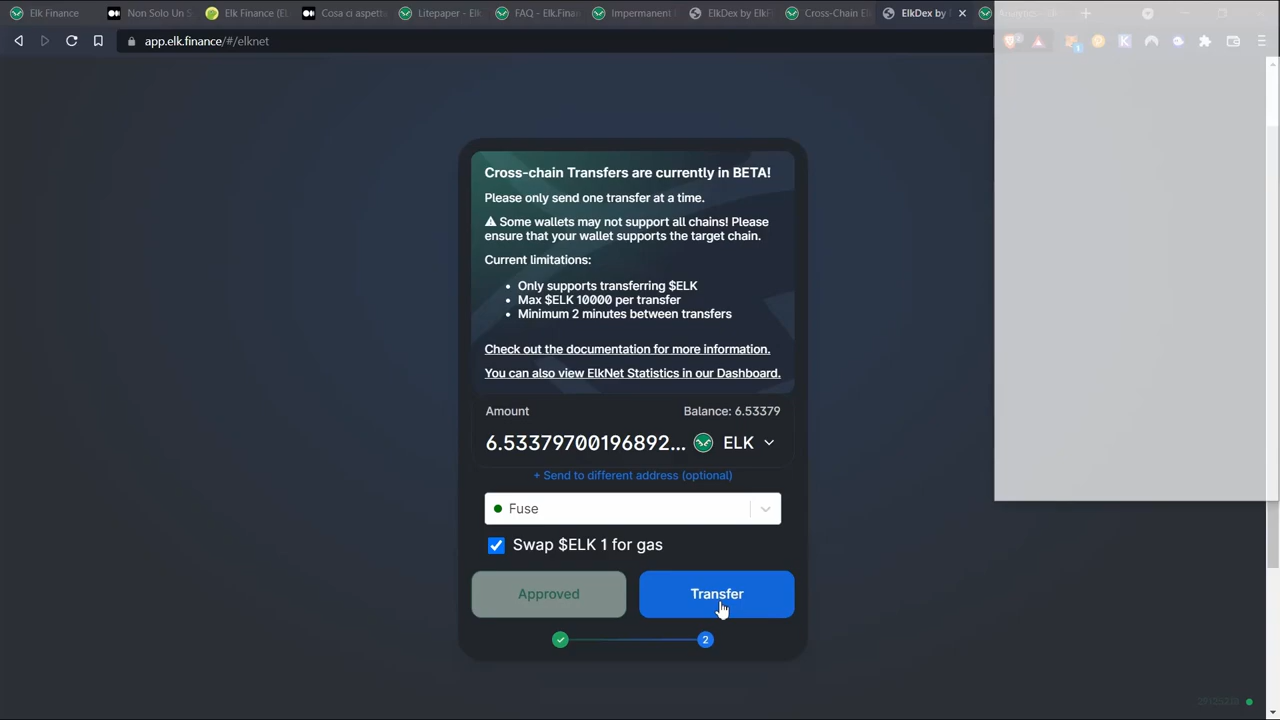 Elk Finance
Non Solo Un S
Elk Finance (EL
Cosa ci aspett
Litepaper - Elk
FAQ - Elk.Finan
Impermanent
ElkDex by ElkF
Cross-Chain El
ElkDex by
app.elk.finance/#/elknet
Cross-chain Transfers are currently in BETA!
Please only send one transfer at a time.
⚠ Some wallets may not support all chains! Please
ensure that your wallet supports the target chain.
Current limitations:
• Only supports transferring $ELK
• Max $ELK 10000 per transfer
• Minimum 2 minutes between transfers
Check out the documentation for more information.
You can also view ElkNet Statistics in our Dashboard.
Amount
Balance: 6.53379
6.53379700196892...
ELK
+ Send to different address (optional)
Fuse
Swap $ELK 1 for gas
Approved
Transfer
2